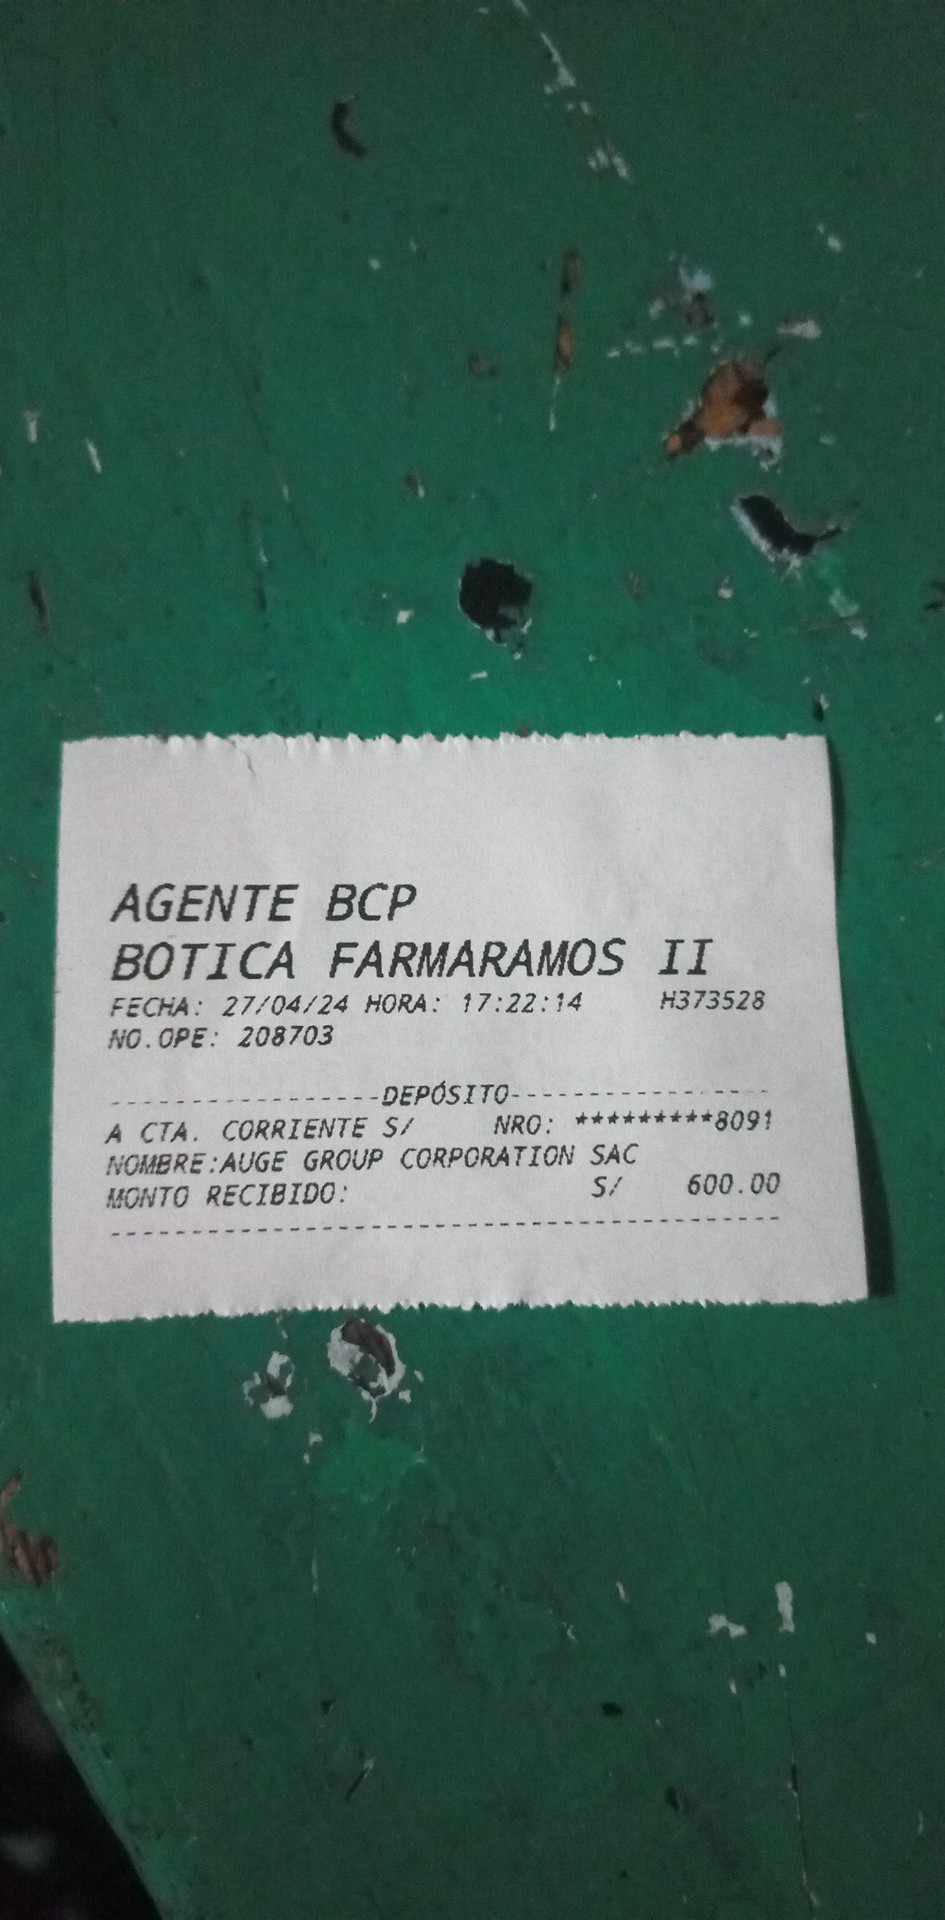 AGENTE BCP
BOTICA FARMARAMOS II
FECHA: 27/04/24 HORA: 17:22:14 H373528
NO.OPE: 208703
-----------------DEPÓSITO----------------
A CTA. CORRIENTE S/ NRO: *********8091
NOMBRE:AUGE GROUP CORPORATION SAC
MONTO RECIBIDO: S/ 600.00
------------------------------------------